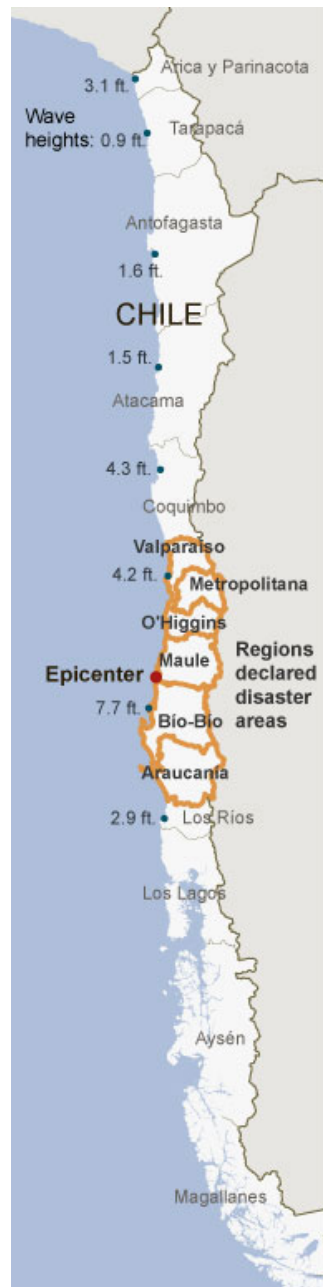 Arica y Parinacota
3.1 ft.
Wave
heights: 0.9 ft.
Tarapacá
Antofagasta
1.6 ft.
CHILE
1.5 ft.
Atacama
4.3 ft.
Coquimbo
Valparaíso
4.2 ft.
Metropolitana
O'Higgins
Maule
Regions
declared
disaster
areas
Epicenter
7.7 ft.
Bío-Bío
Araucanía
2.9 ft.
Los Ríos
Los Lagos
Aysén
Magallanes